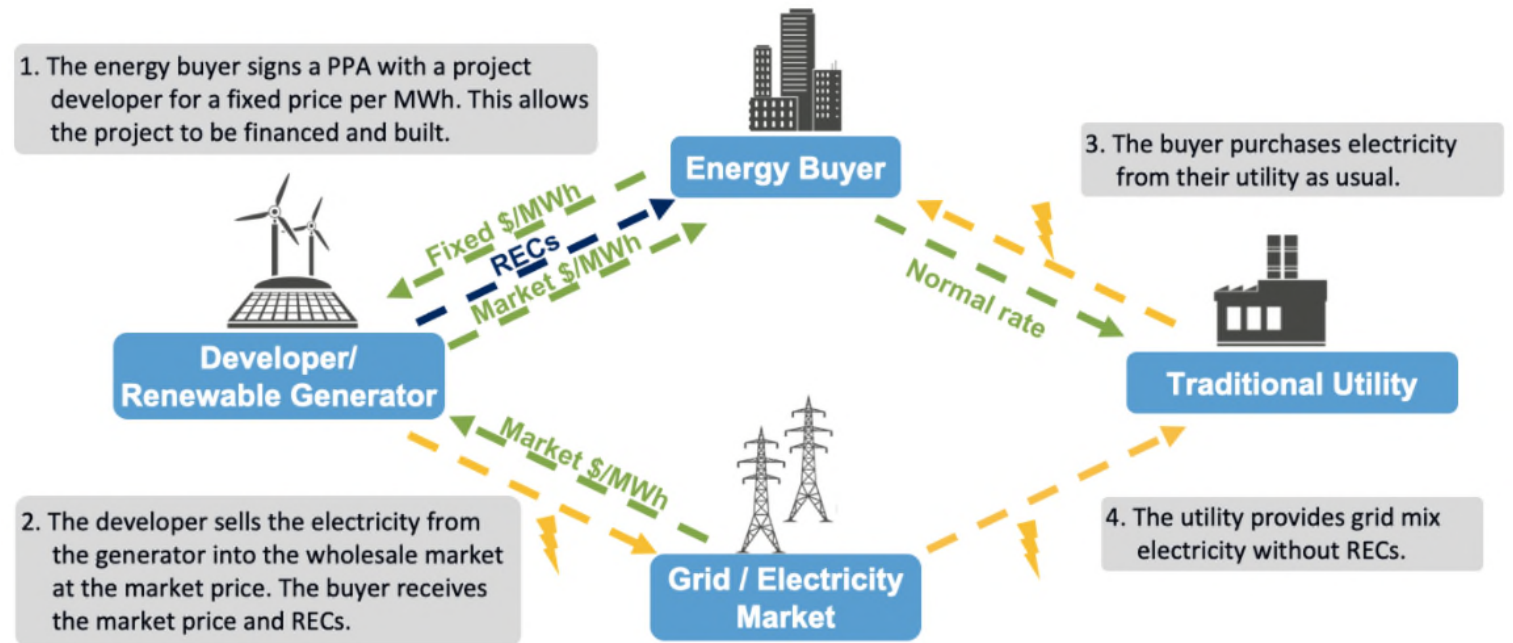 1. The energy buyer signs a PPA with a project
developer for a fixed price per MWh. This allows
the project to be financed and built.
Energy Buyer
3. The buyer purchases electricity
from their utility as usual.
Fixed $/MWh
RECs
Market $/MWh
Normal rate
Developer/
Renewable Generator
Traditional Utility
Market $/MWh
2. The developer sells the electricity from
the generator into the wholesale market
at the market price. The buyer receives
the market price and RECs.
4. The utility provides grid mix
electricity without RECs.
Grid / Electricity
Market